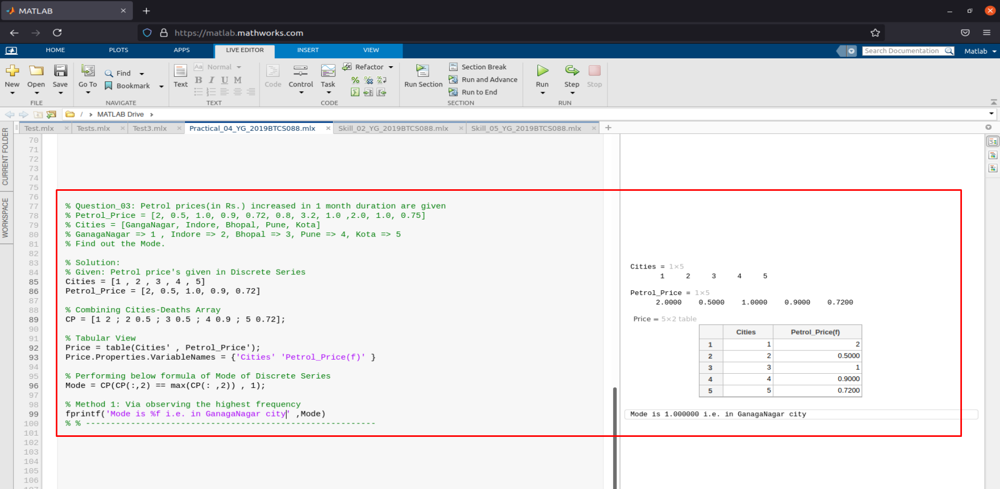 MATLAB
https://matlab.mathworks.com
HOME PLOTS APPS LIVE EDITOR INSERT VIEW Search Documentation Matlab
New Open Save Go To Find Bookmark Text Normal B I U M Code Control Task Refactor Run Section Section Break Run and Advance Run to End Run Step Stop
FILE NAVIGATE TEXT CODE SECTION RUN
/ › MATLAB Drive ›
CURRENT FOLDER
WORKSPACE
Test.mlx Tests.mlx Test3.mlx Practical_04_YG_2019BTCS088.mlx Skill_02_YG_2019BTCS088.mlx Skill_05_YG_2019BTCS088.mlx
70
71
72
73
74
75
76
77 % Question_03: Petrol prices(in Rs.) increased in 1 month duration are given
78 % Petrol_Price = [2, 0.5, 1.0, 0.9, 0.72, 0.8, 3.2, 1.0 ,2.0, 1.0, 0.75]
79 % Cities = [GangaNagar, Indore, Bhopal, Pune, Kota]
80 % GanagaNagar => 1 , Indore => 2, Bhopal => 3, Pune => 4, Kota => 5
81 % Find out the Mode.
82
83 % Solution:
84 % Given: Petrol price's given in Discrete Series
85 Cities = [1 , 2 , 3 , 4 , 5]
86 Petrol_Price = [2, 0.5, 1.0, 0.9, 0.72]
87
88 % Combining Cities-Deaths Array
89 CP = [1 2 ; 2 0.5 ; 3 0.5 ; 4 0.9 ; 5 0.72];
90
91 % Tabular View
92 Price = table(Cities' , Petrol_Price');
93 Price.Properties.VariableNames = {'Cities' 'Petrol_Price(f)' }
94
95 % Performing below formula of Mode of Discrete Series
96 Mode = CP(CP(:,2) == max(CP(: ,2)) , 1);
97
98 % Method 1: Via observing the highest frequency
99 fprintf('Mode is %f i.e. in GanagaNagar city' ,Mode)
100 % % ----------------------------------------------------------
101
102
103
104
105
106
107
Cities = 1×5
1 2 3 4 5
Petrol_Price = 1×5
2.0000 0.5000 1.0000 0.9000 0.7200
Price = 5×2 table
Cities Petrol_Price(f)
1 1 2
2 2 0.5000
3 3 1
4 4 0.9000
5 5 0.7200
Mode is 1.000000 i.e. in GanagaNagar city